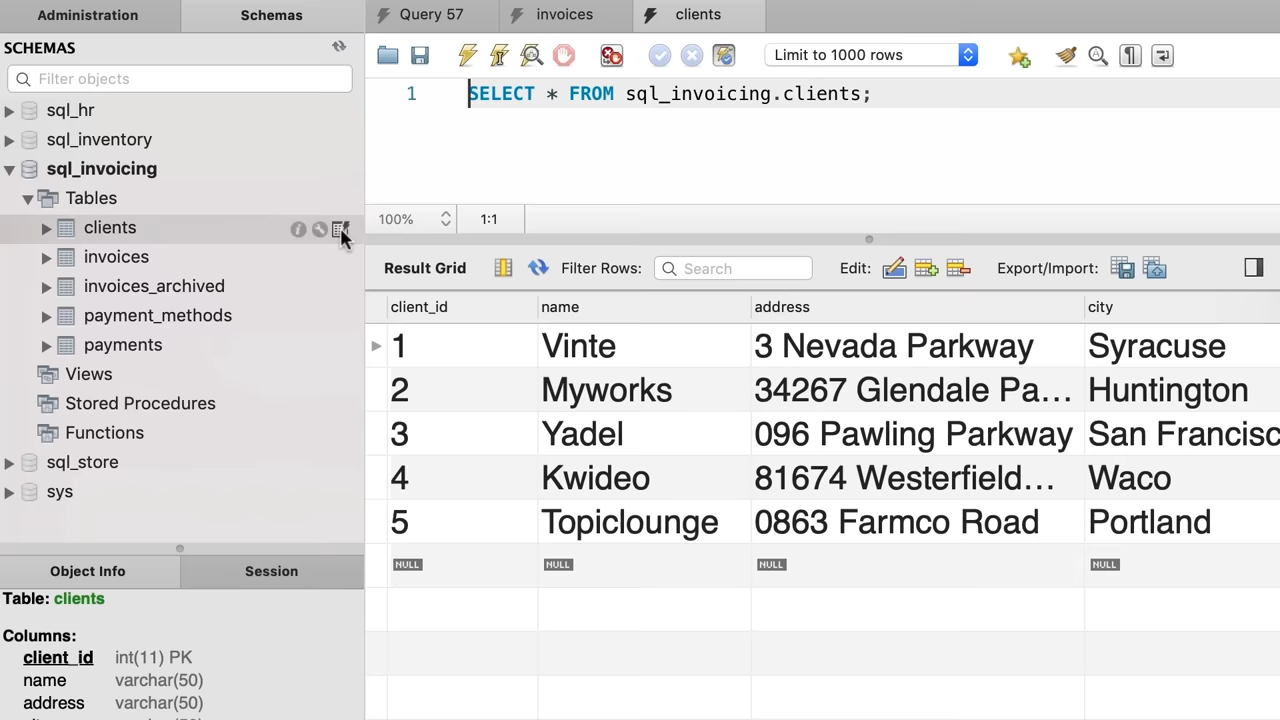 Administration
Schemas
Query 57
invoices
clients
SCHEMAS
Filter objects
Limit to 1000 rows
1
SELECT * FROM sql_invoicing.clients;
sql_hr
sql_inventory
sql_invoicing
Tables
clients
invoices
invoices_archived
payment_methods
payments
Views
Stored Procedures
Functions
sql_store
sys
100%
1:1
Result Grid
Filter Rows:
Search
Edit:
Export/Import:
client_id name address city
1 Vinte 3 Nevada Parkway Syracuse
2 Myworks 34267 Glendale Pa... Huntington
3 Yadel 096 Pawling Parkway San Francisc
4 Kwideo 81674 Westerfield... Waco
5 Topiclounge 0863 Farmco Road Portland
NULL NULL NULL NULL
Object Info
Session
Table: clients
Columns:
client_id int(11) PK
name varchar(50)
address varchar(50)